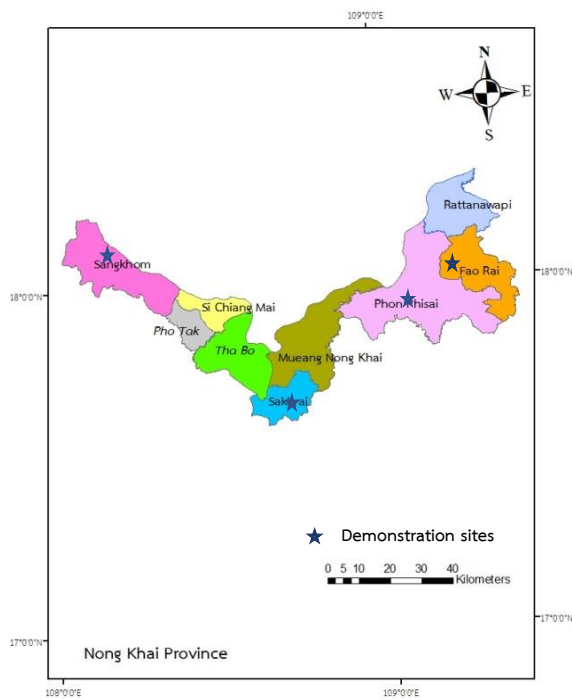 109°0'0"E
N
W
E
S
Rattanawapi
Sangkhom
Fao Rai
18°0'0"N
18°0'0"N
Si Chiang Mai
Phon Phisai
Pho Tak
Tha Bo
Mueang Nong Khai
Demonstration sites
0 5 10 20 30 40
Kilometers
17°0'0"N
17°0'0"N
Nong Khai Province
108°0'0"E
109°0'0"E